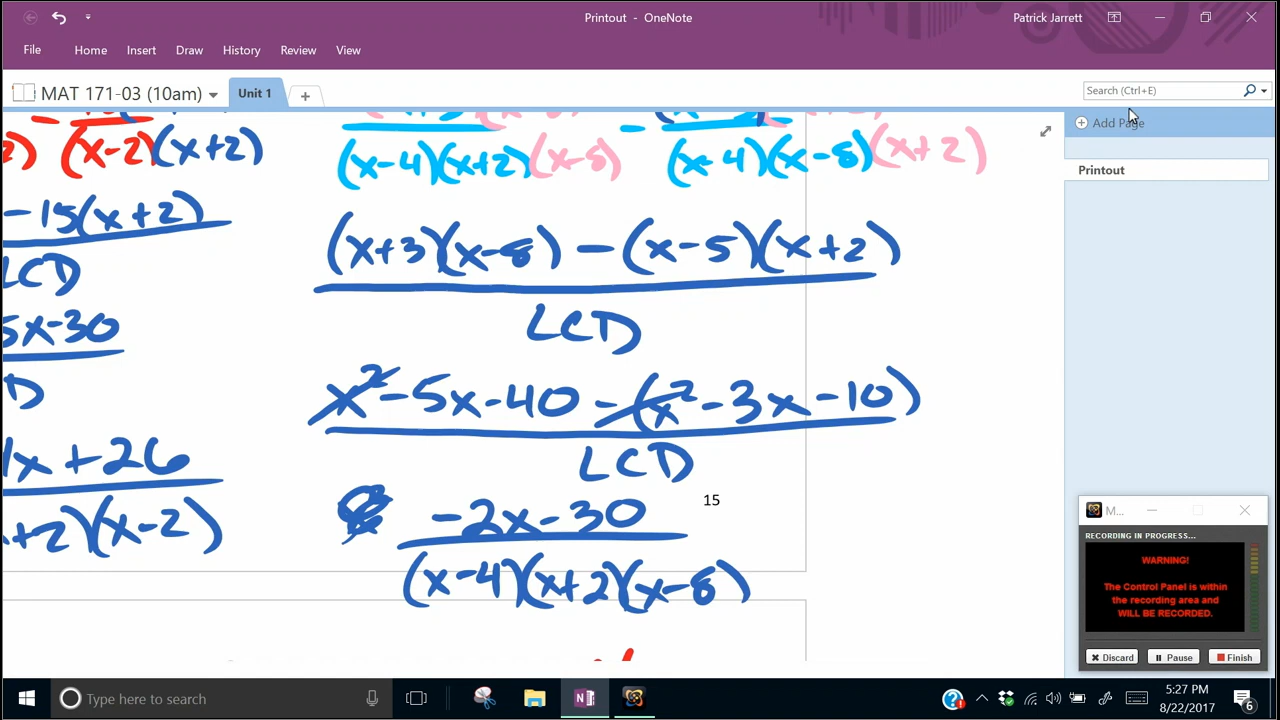 Printout - OneNote
Patrick Jarrett
File Home Insert Draw History Review View
MAT 171-03 (10am)
Unit 1
Search (Ctrl+E)
Add Page
Printout
(x-2)(x+2)
(x-4)(x+2)(x-8) - (x-4)(x-8)(x+2)
-15(x+2)
LCD
5x-30
D
x+26
+2)(x-2)
(x+3)(x-8) - (x-5)(x+2)
LCD
x²-5x-40 - (x²-3x-10)
LCD
15
-2x-30
(x-4)(x+2)(x-8)
M...
RECORDING IN PROGRESS...
WARNING!
The Control Panel is within
the recording area and
WILL BE RECORDED.
Discard Pause Finish
Type here to search
5:27 PM
8/22/2017
6